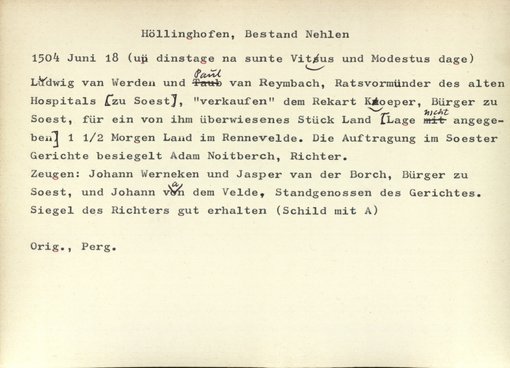 Höllinghofen, Bestand Nehlen
1504 Juni 18 (up dinstage na sunte Vitus und Modestus dage)
Ludwig van Werden und Paul van Reymbach, Ratsvormünder des alten
Hospitals [zu Soest], "verkaufen" dem Rekart Kloeper, Bürger zu
Soest, für ein von ihm überwiesenes Stück Land [Lage nicht angege-
ben] 1 1/2 Morgen Land im Rennevelde. Die Auftragung im Soester
Gerichte besiegelt Adam Noitberch, Richter.
Zeugen: Johann Werneken und Jasper van der Borch, Bürger zu
Soest, und Johann van dem Velde, Standgenossen des Gerichtes.
Siegel des Richters gut erhalten (Schild mit A)
Orig., Perg.